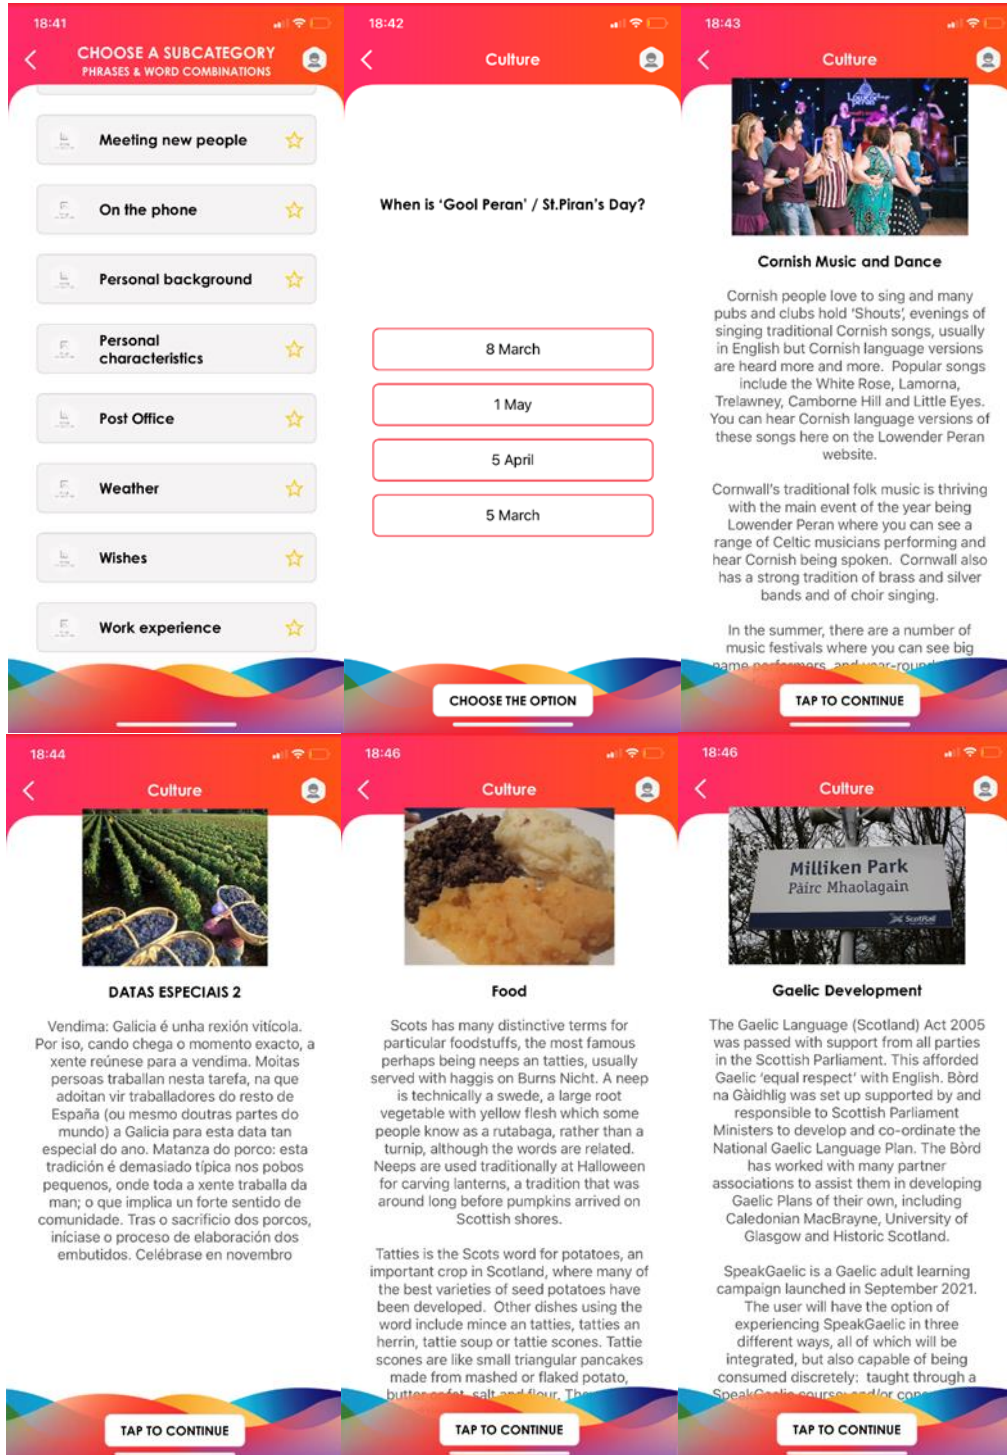 18:41
CHOOSE A SUBCATEGORY
PHRASES & WORD COMBINATIONS
Meeting new people
On the phone
Personal background
Personal
characteristics
Post Office
Weather
Wishes
Work experience
18:42
Culture
When is ‘Gool Peran’ / St.Piran’s Day?
8 March
1 May
5 April
5 March
CHOOSE THE OPTION
18:43
Culture
Lowender
Peran
Cornish Music and Dance
Cornish people love to sing and many
pubs and clubs hold ‘Shouts’, evenings of
singing traditional Cornish songs, usually
in English but Cornish language versions
are heard more and more. Popular songs
include the White Rose, Lamorna,
Trelawney, Camborne Hill and Little Eyes.
You can hear Cornish language versions of
these songs here on the Lowender Peran
website.
Cornwall’s traditional folk music is thriving
with the main event of the year being
Lowender Peran where you can see a
range of Celtic musicians performing and
hear Cornish being spoken. Cornwall also
has a strong tradition of brass and silver
bands and of choir singing.
In the summer, there are a number of
music festivals where you can see big
name performers, and year-round
TAP TO CONTINUE
18:44
Culture
DATAS ESPECIAIS 2
Vendima: Galicia é unha rexión vitícola.
Por iso, cando chega o momento exacto, a
xente reúnese para a vendima. Moitas
persoas traballan nesta tarefa, na que
adoitan vir traballadores do resto de
España (ou mesmo doutras partes do
mundo) a Galicia para esta data tan
especial do ano. Matanza do porco: esta
tradición é demasiado típica nos pobos
pequenos, onde toda a xente traballa da
man; o que implica un forte sentido de
comunidade. Tras o sacrificio dos porcos,
iníciase o proceso de elaboración dos
embutidos. Celébrase en novembro
TAP TO CONTINUE
18:46
Culture
Food
Scots has many distinctive terms for
particular foodstuffs, the most famous
perhaps being neeps an tatties, usually
served with haggis on Burns Nicht. A neep
is technically a swede, a large root
vegetable with yellow flesh which some
people know as a rutabaga, rather than a
turnip, although the words are related.
Neeps are used traditionally at Halloween
for carving lanterns, a tradition that was
around long before pumpkins arrived on
Scottish shores.
Tatties is the Scots word for potatoes, an
important crop in Scotland, where many of
the best varieties of seed potatoes have
been developed. Other dishes using the
word include mince an tatties, tatties an
herrin, tattie soup or tattie scones. Tattie
scones are like small triangular pancakes
made from mashed or flaked potato,
butter or fat, salt and flour.
TAP TO CONTINUE
18:46
Culture
Milliken Park
Pàirc Mhaolagain
ScotRail
Gaelic Development
The Gaelic Language (Scotland) Act 2005
was passed with support from all parties
in the Scottish Parliament. This afforded
Gaelic ‘equal respect’ with English. Bòrd
na Gàidhlig was set up supported by and
responsible to Scottish Parliament
Ministers to develop and co-ordinate the
National Gaelic Language Plan. The Bòrd
has worked with many partner
associations to assist them in developing
Gaelic Plans of their own, including
Caledonian MacBrayne, University of
Glasgow and Historic Scotland.
SpeakGaelic is a Gaelic adult learning
campaign launched in September 2021.
The user will have the option of
experiencing SpeakGaelic in three
different ways, all of which will be
integrated, but also capable of being
consumed discretely: taught through a
SpeakGaelic course; and/or
TAP TO CONTINUE